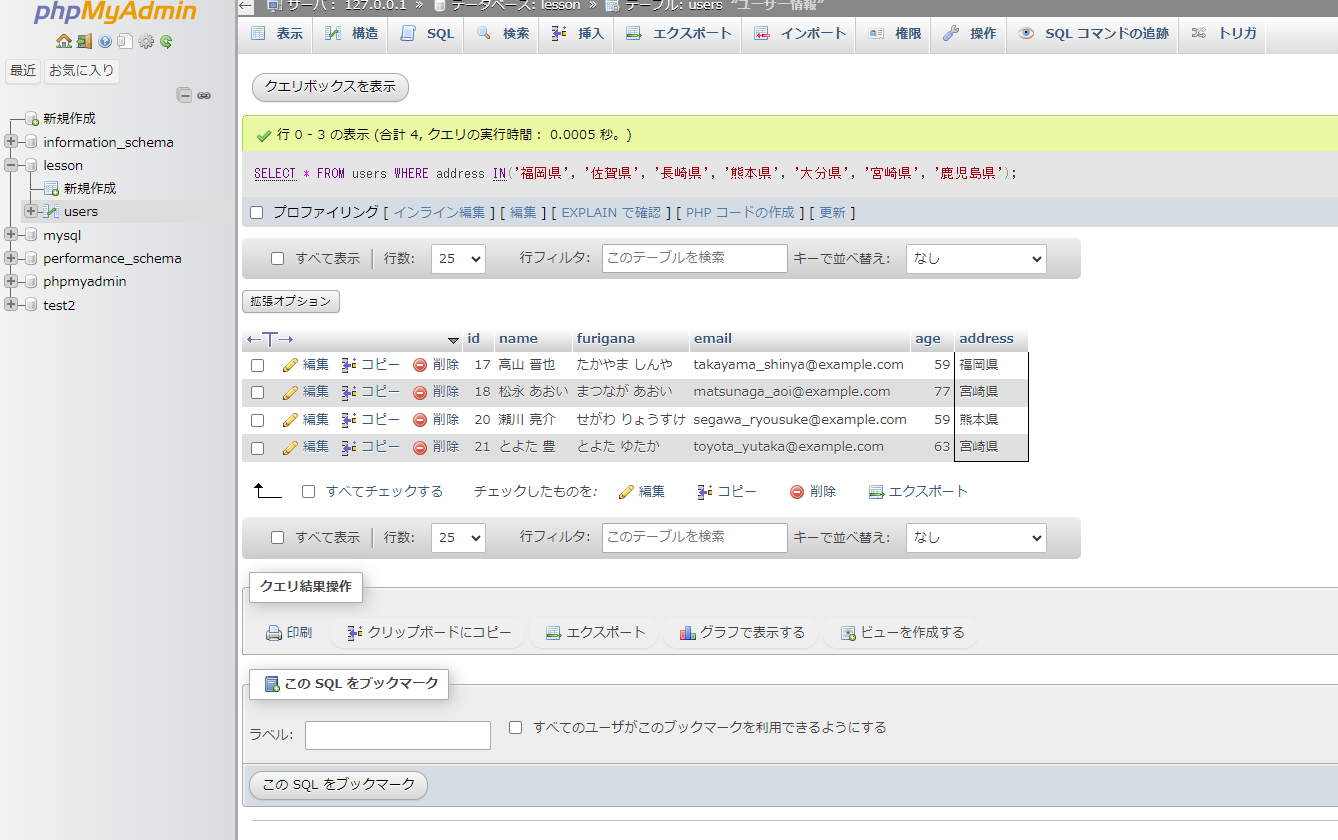 phpMyAdmin
最近 お気に入り
新規作成
information_schema
lesson
新規作成
users
mysql
performance_schema
phpmyadmin
test2
サーバ: 127.0.0.1 » データベース: lesson » テーブル: users "ユーザー情報"
表示 構造 SQL 検索 挿入 エクスポート インポート 権限 操作 SQL コマンドの追跡 トリガ
クエリボックスを表示
行 0 - 3 の表示 (合計 4, クエリの実行時間： 0.0005 秒。)
SELECT * FROM users WHERE address IN('福岡県', '佐賀県', '長崎県', '熊本県', '大分県', '宮崎県', '鹿児島県');
プロファイリング [ インライン編集 ] [ 編集 ] [ EXPLAIN で確認 ] [ PHP コードの作成 ] [ 更新 ]
すべて表示 行数: 25 行フィルタ: このテーブルを検索 キーで並べ替え: なし
拡張オプション
←T→ id name furigana email age address
編集 コピー 削除 17 高山 晋也 たかやま しんや takayama_shinya@example.com 59 福岡県
編集 コピー 削除 18 松永 あおい まつなが あおい matsunaga_aoi@example.com 77 宮崎県
編集 コピー 削除 20 瀬川 亮介 せがわ りょうすけ segawa_ryousuke@example.com 59 熊本県
編集 コピー 削除 21 とよた 豊 とよた ゆたか toyota_yutaka@example.com 63 宮崎県
すべてチェックする チェックしたものを: 編集 コピー 削除 エクスポート
すべて表示 行数: 25 行フィルタ: このテーブルを検索 キーで並べ替え: なし
クエリ結果操作
印刷 クリップボードにコピー エクスポート グラフで表示する ビューを作成する
この SQL をブックマーク
ラベル: すべてのユーザがこのブックマークを利用できるようにする
この SQL をブックマーク